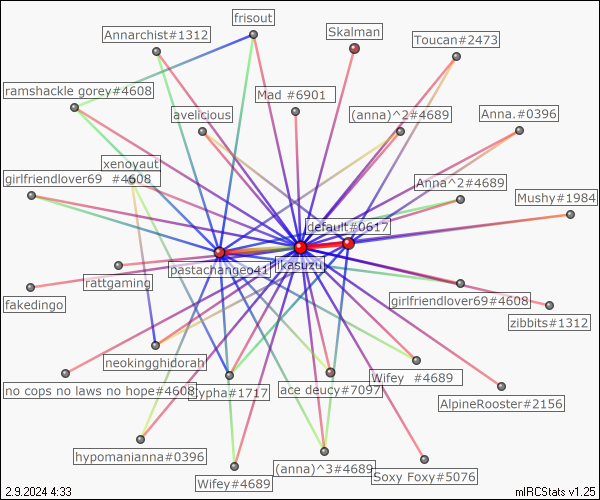 frisout
Annarchist#1312
Skalman
Toucan#2473
ramshackle gorey#4608
Mad #6901
avelicious
(anna)^2#4689
Anna.#0396
xenoyaut
girlfriendlover69 #4608
Anna^2#4689
Mushy#1984
default#0617
pastachangeo41
ikasuzu
rattgaming
fakedingo
girlfriendlover69#4608
zibbits#1312
neokingghidorah
no cops no laws no hope#4608
ace deucy#7097
Wifey #4689
AlpineRooster#2156
hypomanianna#0396
Wifey#4689
(anna)^3#4689
Soxy Foxy#5076
2.9.2024 4:33
mIRCStats v1.25